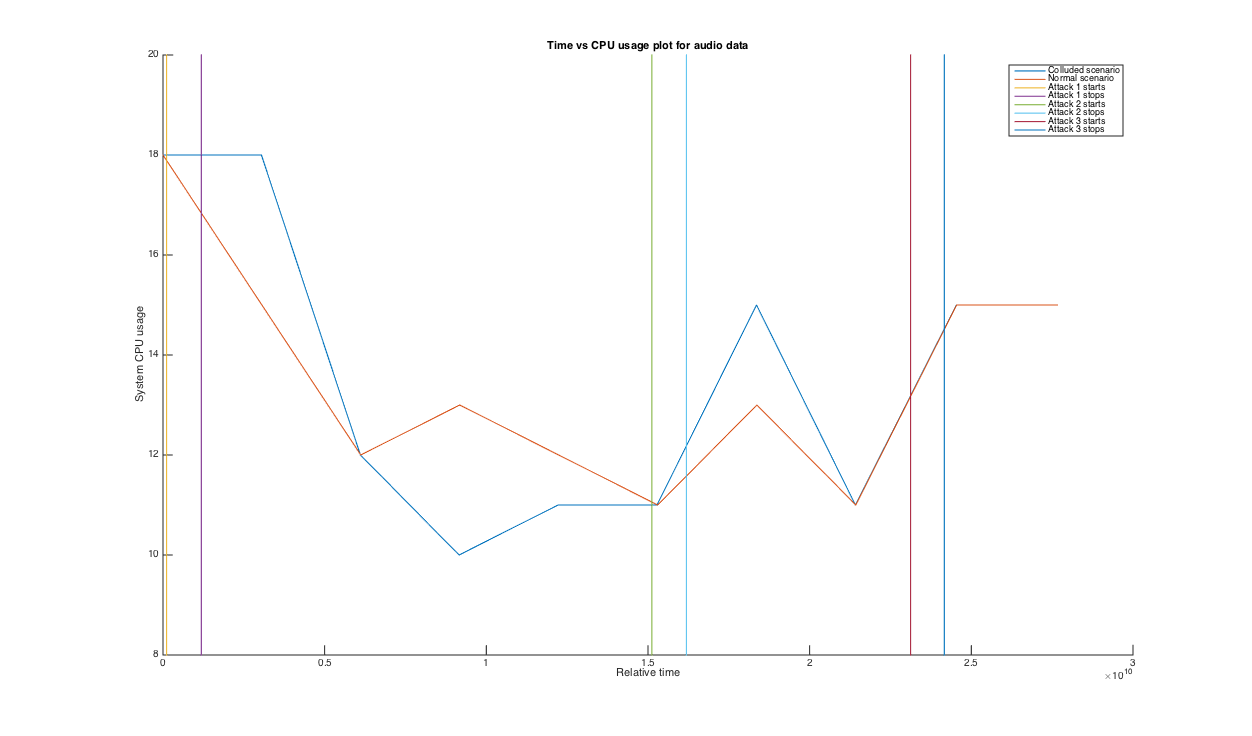 Time vs CPU usage plot for audio data
20
18
16
14
12
10
8
System CPU usage
Colluded scenario
Normal scenario
Attack 1 starts
Attack 1 stops
Attack 2 starts
Attack 2 stops
Attack 3 starts
Attack 3 stops
0
0.5
1
1.5
2
2.5
3
Relative time
×10¹⁰